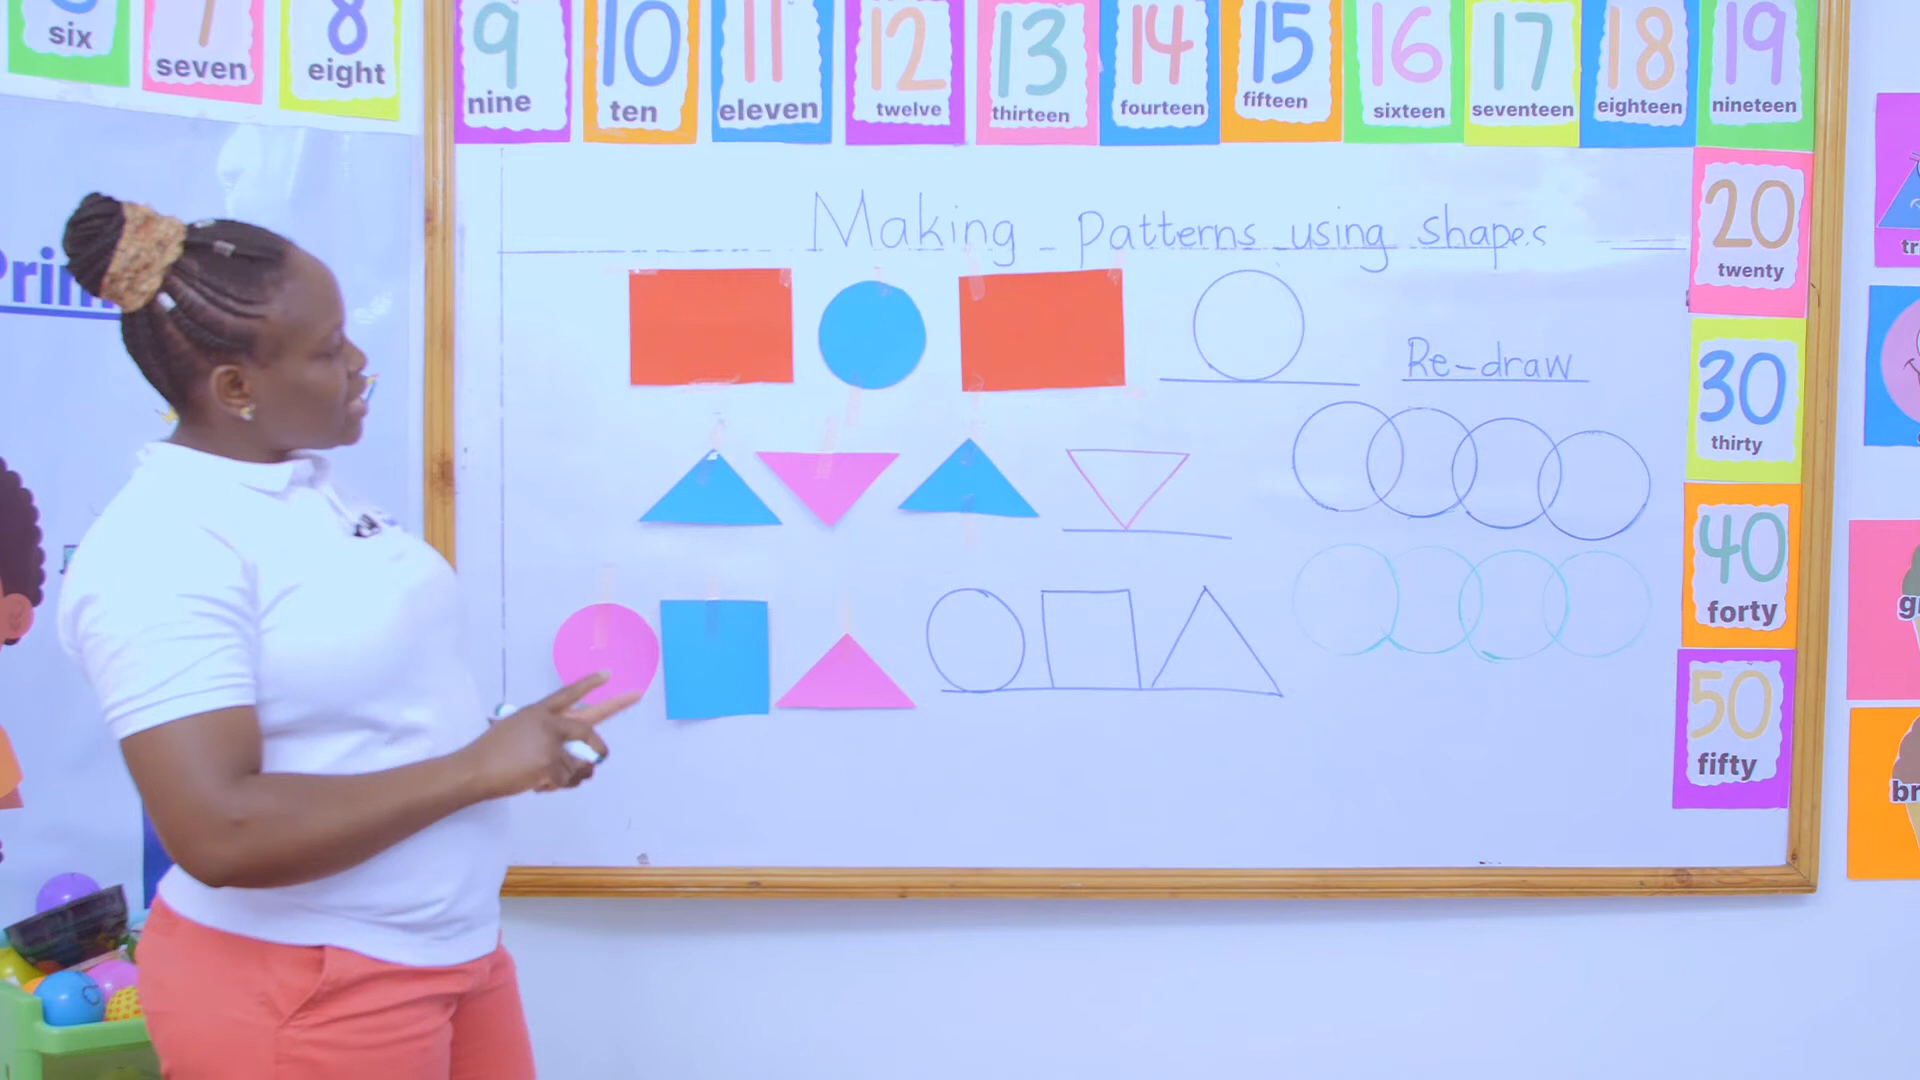 six
seven
8
eight
9
nine
10
ten
11
eleven
12
twelve
13
thirteen
14
fourteen
15
fifteen
16
sixteen
17
seventeen
18
eighteen
19
nineteen
Making patterns using shapes
20
twenty
Re-draw
30
thirty
40
forty
50
fifty